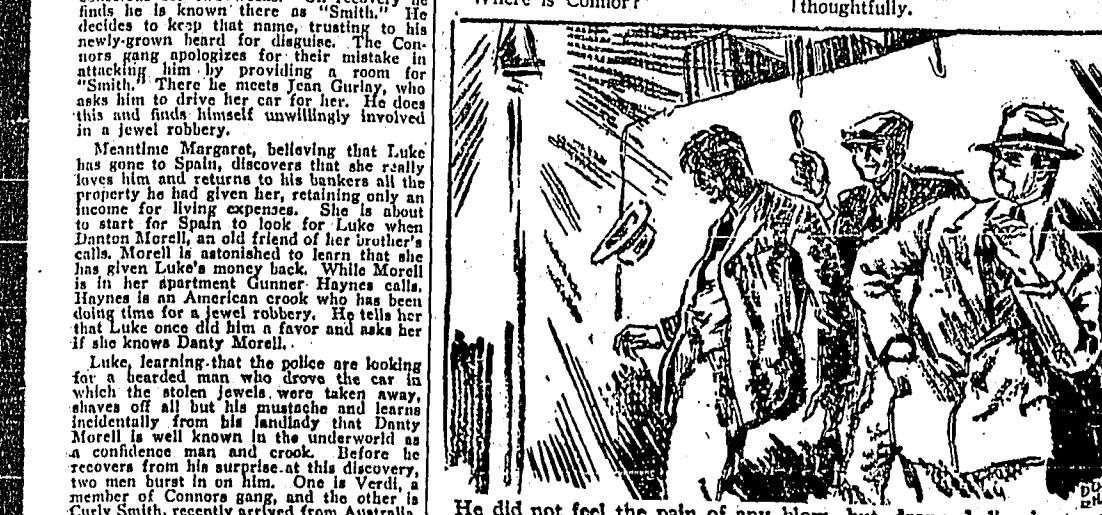 finds he is known there as "Smith." He
decides to keep that name, trusting to his
newly-grown beard for disguise. The Con-
nors gang apologizes for their mistake in
attacking him by providing a room for
"Smith." There he meets Jean Gurlay, who
asks him to drive her car for her. He does
this and finds himself unwillingly involved
in a jewel robbery.
Meantime Margaret, believing that Luke
has gone to Spain, discovers that she really
loves him and returns to his bankers all the
property he had given her, retaining only an
income for living expenses. She is about
to start for Spain to look for Luke when
Danton Morell, an old friend of her brother's
calls. Morell is astonished to learn that she
has given Luke's money back. While Morell
is in her apartment Gunner Haynes calls.
Haynes is an American crook who has been
doing time for a jewel robbery. He tells her
that Luke once did him a favor and asks her
if she knows Danty Morell.
Luke, learning that the police are looking
for a bearded man who drove the car in
which the stolen jewels were taken away,
shaves off all but his mustache and learns
incidentally from his landlady that Danty
Morell is well known in the underworld as
a confidence man and crook. Before he
recovers from his surprise at this discovery,
two men burst in on him. One is Verdi, a
member of Connors gang, and the other is
Curly Smith, recently arrived from Australia.
Where is Connor?
thoughtfully.
He did not feel the pain of any blow, but